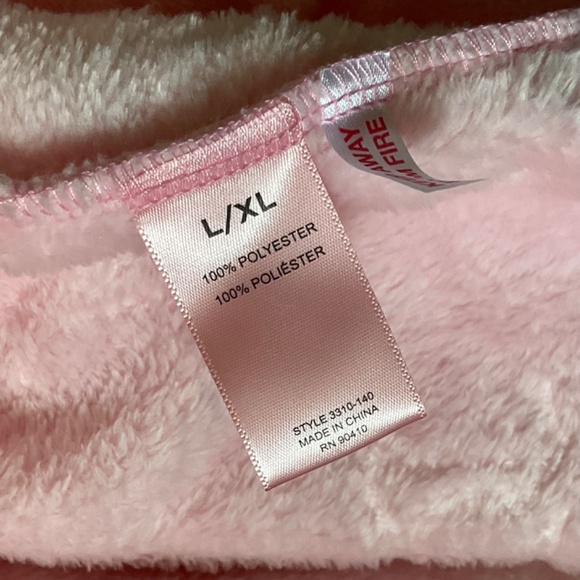 L/XL
100% POLYESTER
100% POLIÉSTER
STYLE 3310-140
MADE IN CHINA
RN 90410
AWAY
FIRE